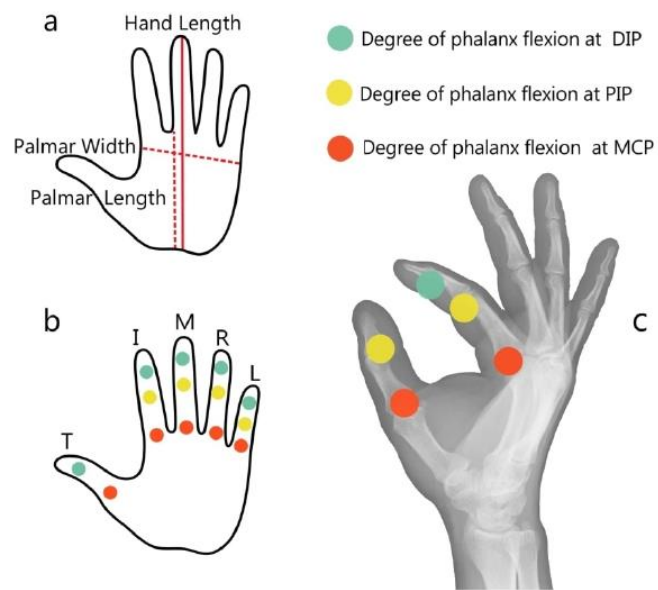 a
Hand Length
Palmar Width
Palmar Length
Degree of phalanx flexion at DIP
Degree of phalanx flexion at PIP
Degree of phalanx flexion at MCP
b
T
I
M
R
L
c